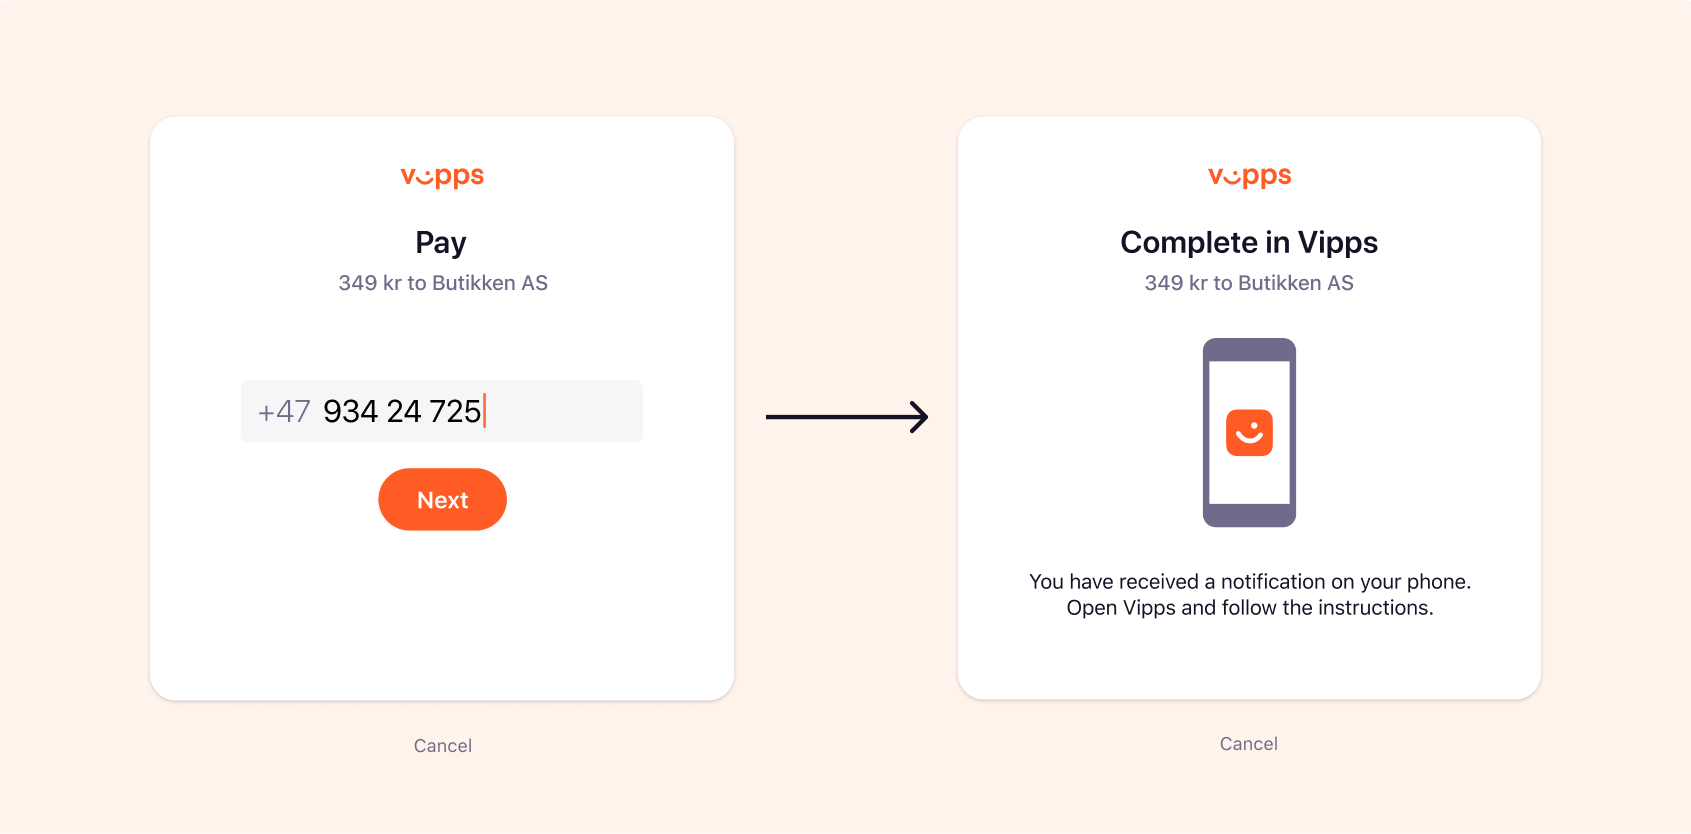 vipps
Pay
349 kr to Butikken AS
+47 934 24 725
Next
Cancel
vipps
Complete in Vipps
349 kr to Butikken AS
You have received a notification on your phone.
Open Vipps and follow the instructions.
Cancel